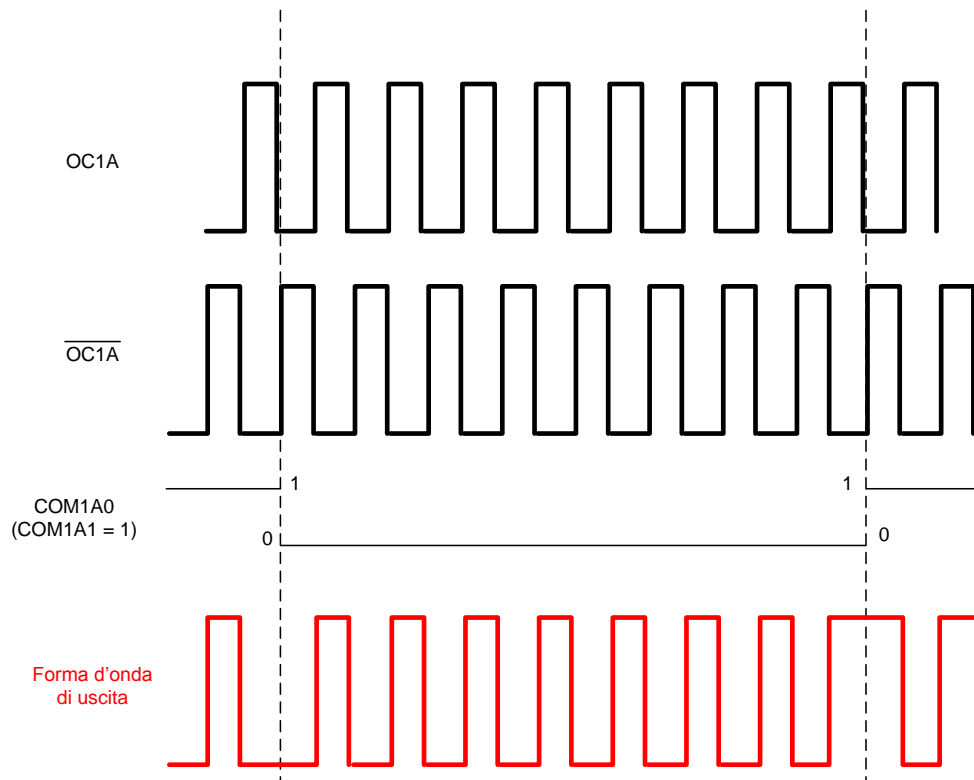 OC1A
OC1A
1
1
COM1A0
(COM1A1 = 1)
0
0
Forma d'onda
di uscita